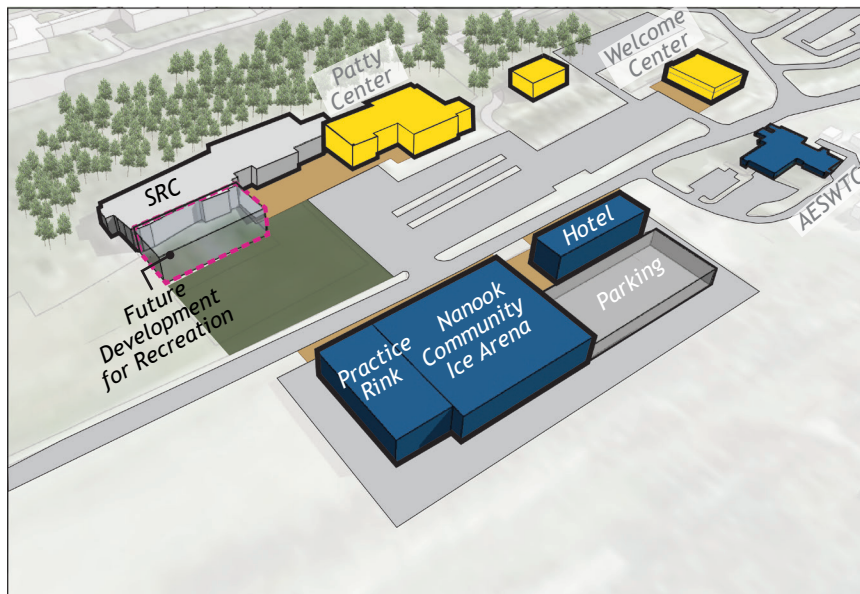 Patty
Center
Welcome
Center
SRC
AESWTC
Hotel
Parking
Future
Development
for Recreation
Nanook
Community
Ice Arena
Practice
Rink